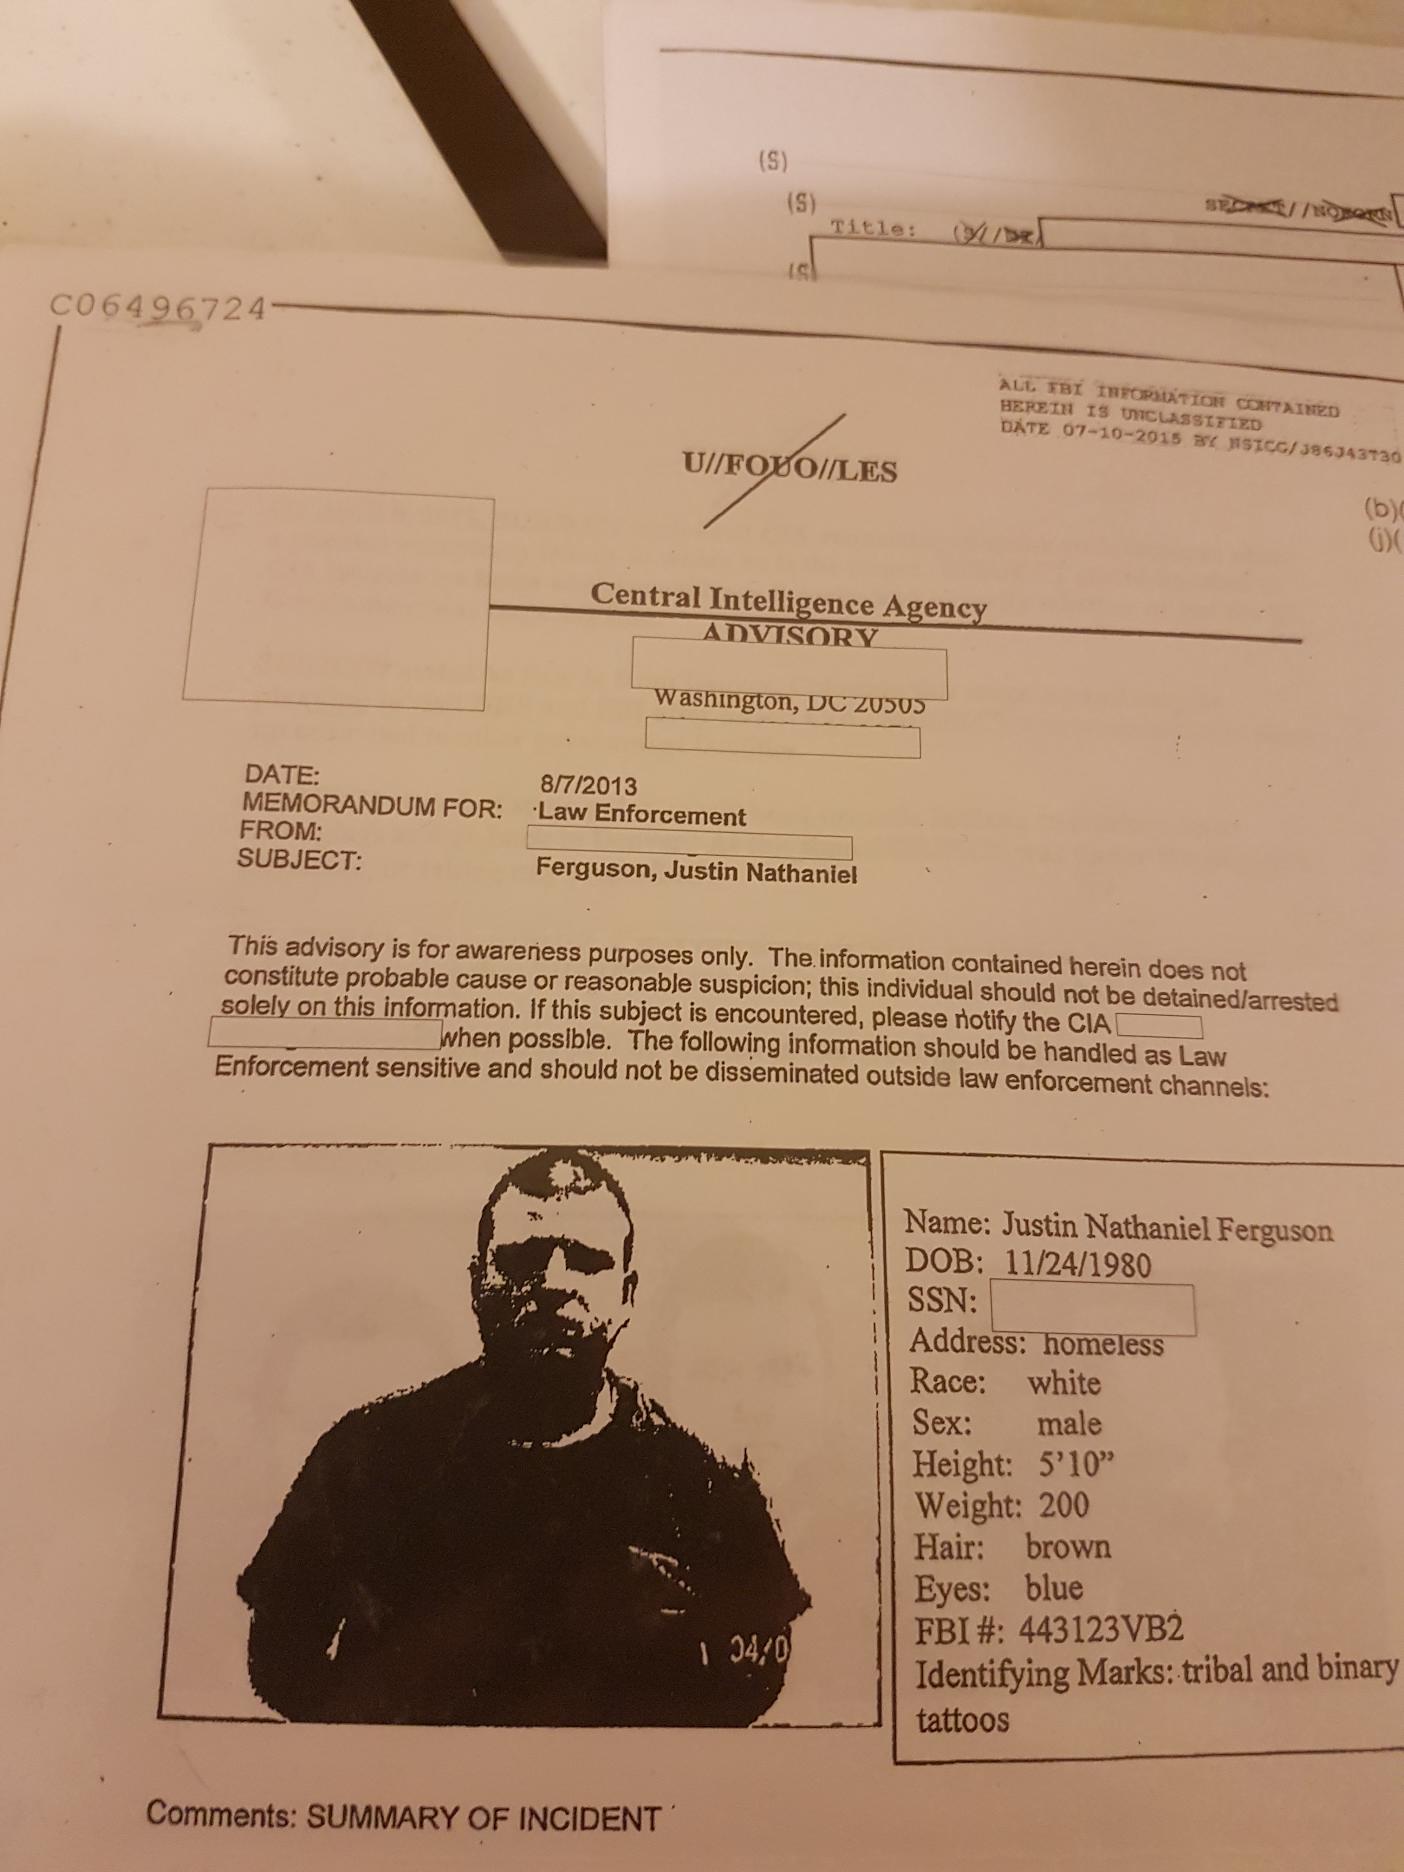 (S)
(S)
SECRET//NOFORN
Title:
(S
C06496724
ALL FBI INFORMATION CONTAINED
HEREIN IS UNCLASSIFIED
DATE 07-10-2015 BY NSICG/J86J43T30
U//FOUO//LES
(b)(
(j)(
Central Intelligence Agency
ADVISORY
Washington, DC 20505
DATE: 8/7/2013
MEMORANDUM FOR: Law Enforcement
FROM:
SUBJECT: Ferguson, Justin Nathaniel
This advisory is for awareness purposes only. The information contained herein does not
constitute probable cause or reasonable suspicion; this individual should not be detained/arrested
solely on this information. If this subject is encountered, please notify the CIA
when possible. The following information should be handled as Law
Enforcement sensitive and should not be disseminated outside law enforcement channels:
Name: Justin Nathaniel Ferguson
DOB: 11/24/1980
SSN:
Address: homeless
Race: white
Sex: male
Height: 5'10"
Weight: 200
Hair: brown
Eyes: blue
FBI #: 443123VB2
Identifying Marks: tribal and binary
tattoos
04/0
Comments: SUMMARY OF INCIDENT